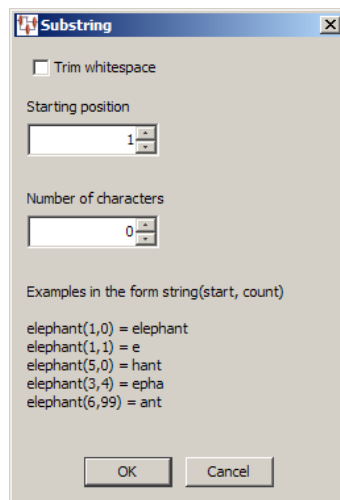 Substring
Trim whitespace
Starting position
1
Number of characters
0
Examples in the form string(start, count)
elephant(1,0) = elephant
elephant(1,1) = e
elephant(5,0) = hant
elephant(3,4) = epha
elephant(6,99) = ant
OK Cancel